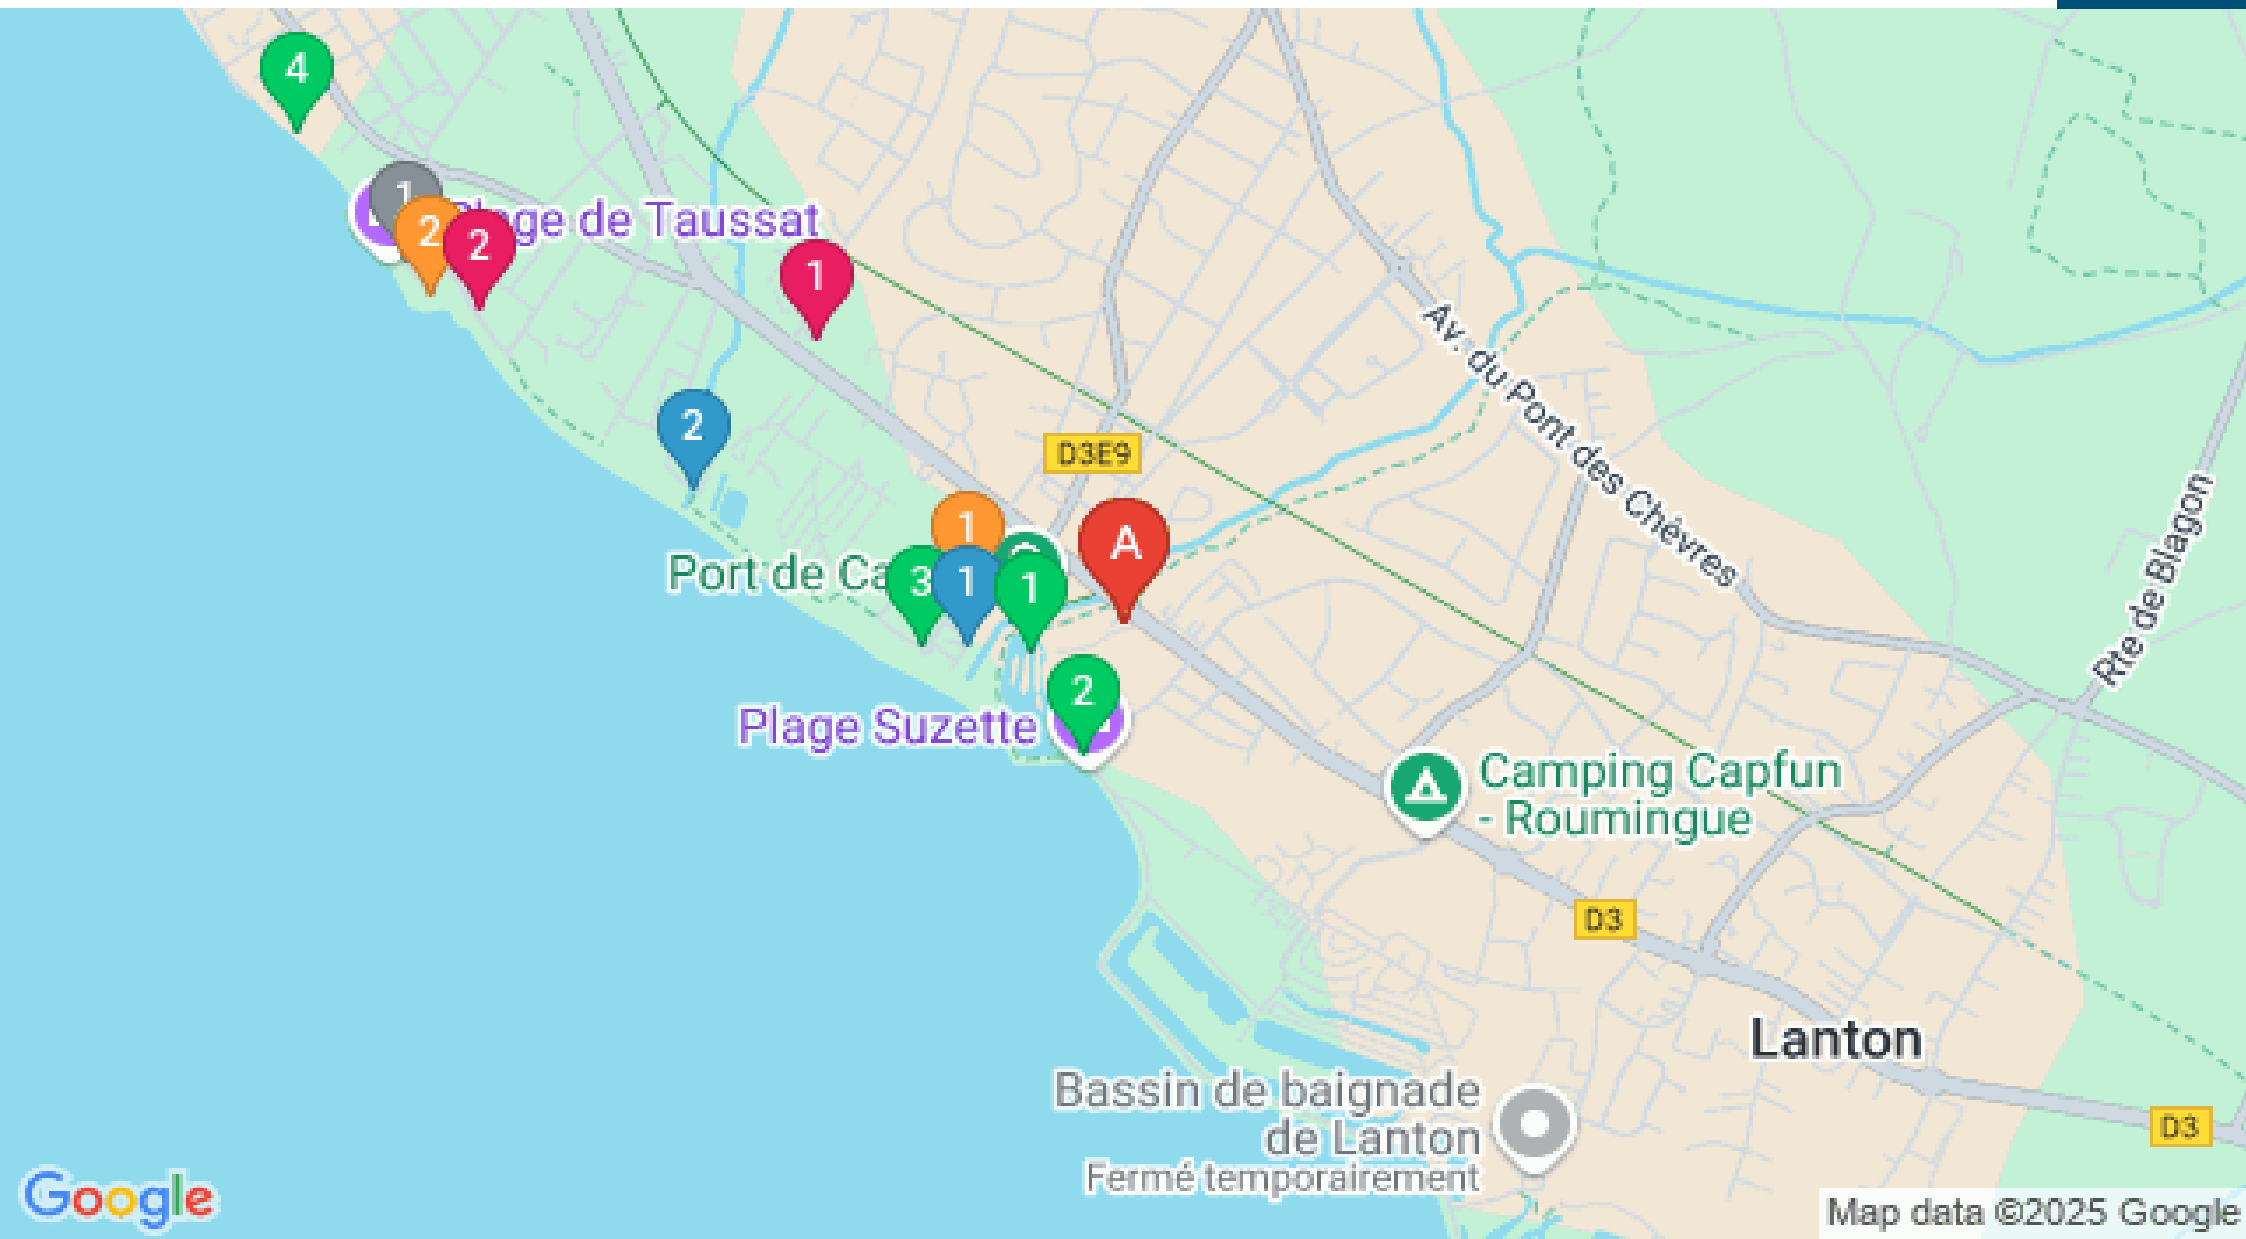 4
1
2
2
ge de Taussat
1
2
Av. du Pont des Chèvres
D3E9
Rte de Blagon
1
A
Port de Ca
3
1
1
2
Plage Suzette
Camping Capfun
- Roumingue
D3
Lanton
Bassin de baignade
de Lanton
Fermé temporairement
D3
Google
Map data ©2025 Google